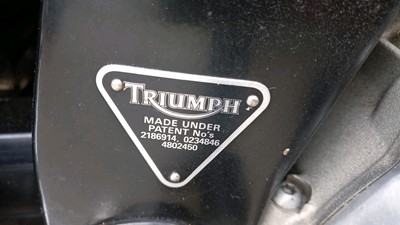 TRIUMPH
MADE UNDER
PATENT No's
2186914, 0234846
4802450